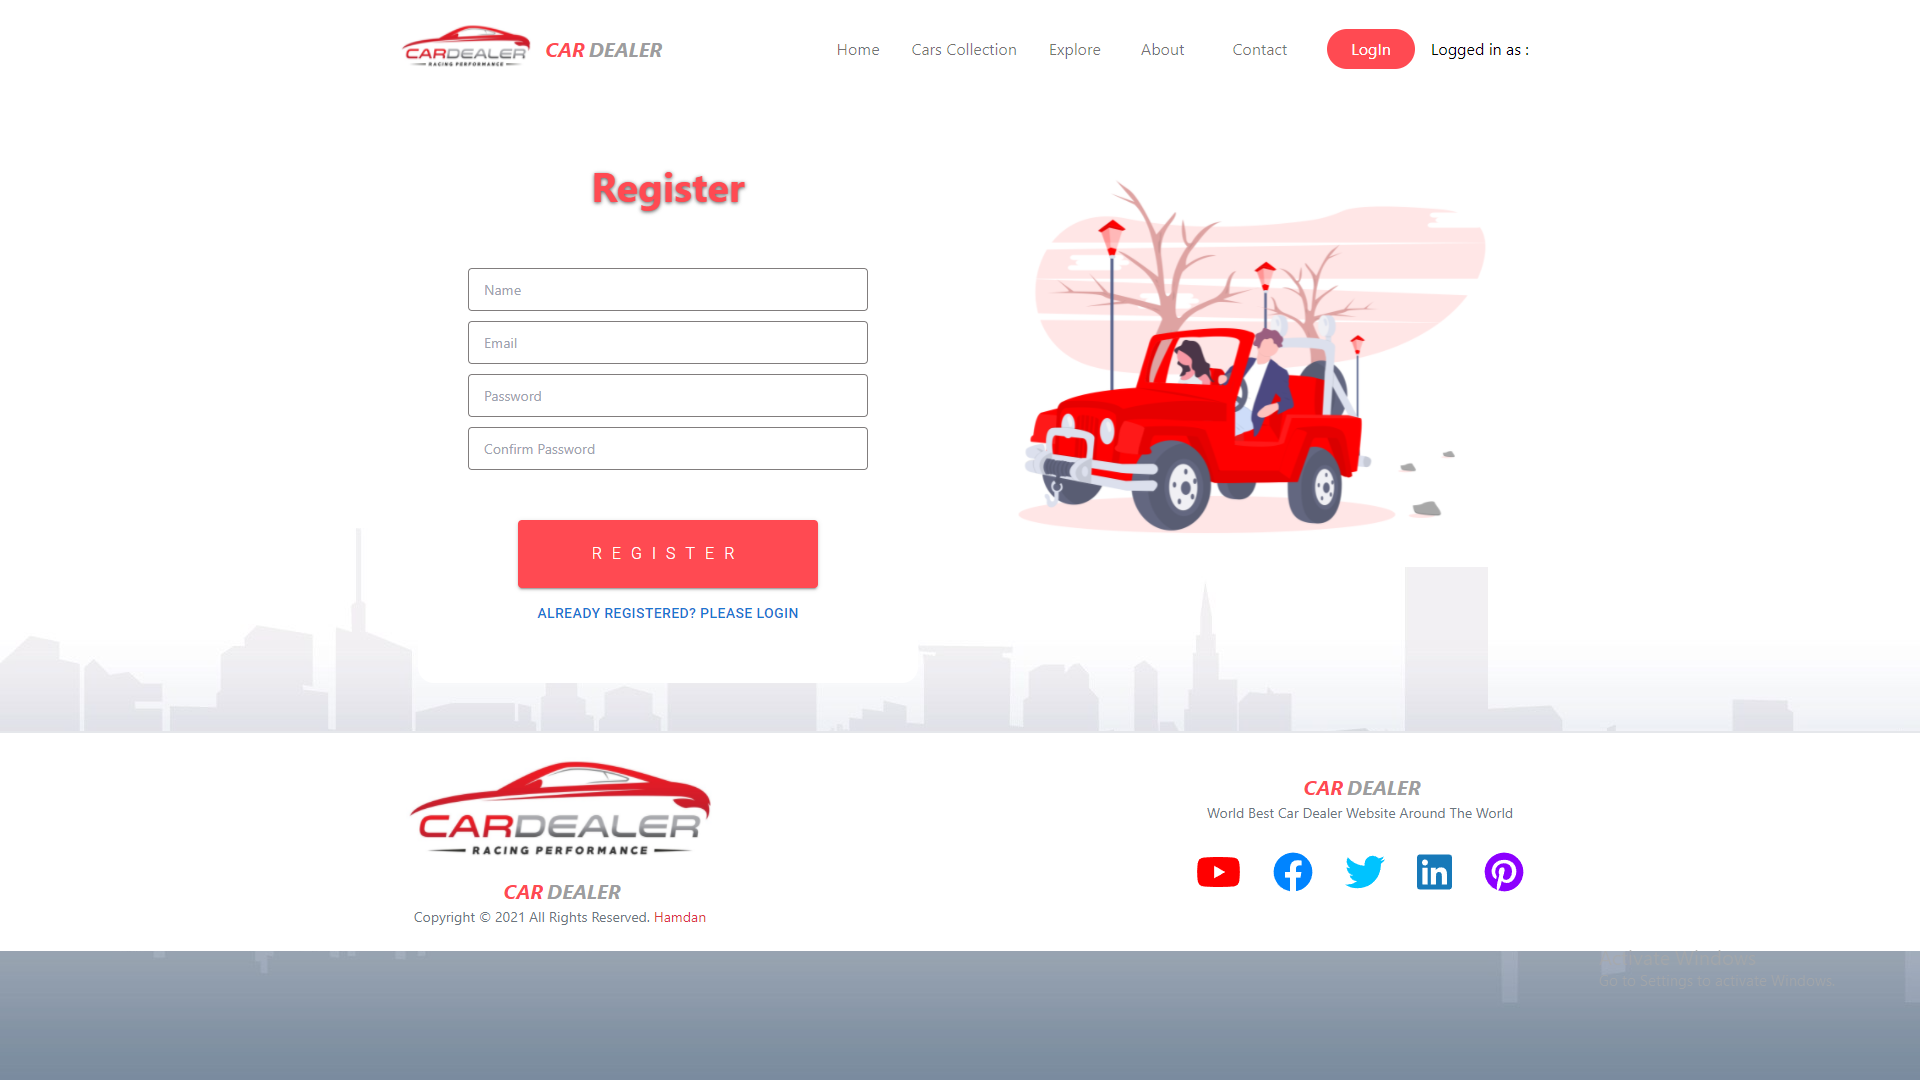 CARDEALER
RACING PERFORMANCE
CAR DEALER
Home
Cars Collection
Explore
About
Contact
LogIn
Logged in as :
Register
Name
Email
Password
Confirm Password
REGISTER
ALREADY REGISTERED? PLEASE LOGIN
CARDEALER
RACING PERFORMANCE
CAR DEALER
Copyright © 2021 All Rights Reserved. Hamdan
CAR DEALER
World Best Car Dealer Website Around The World
in
Activate Windows
Go to Settings to activate Windows.